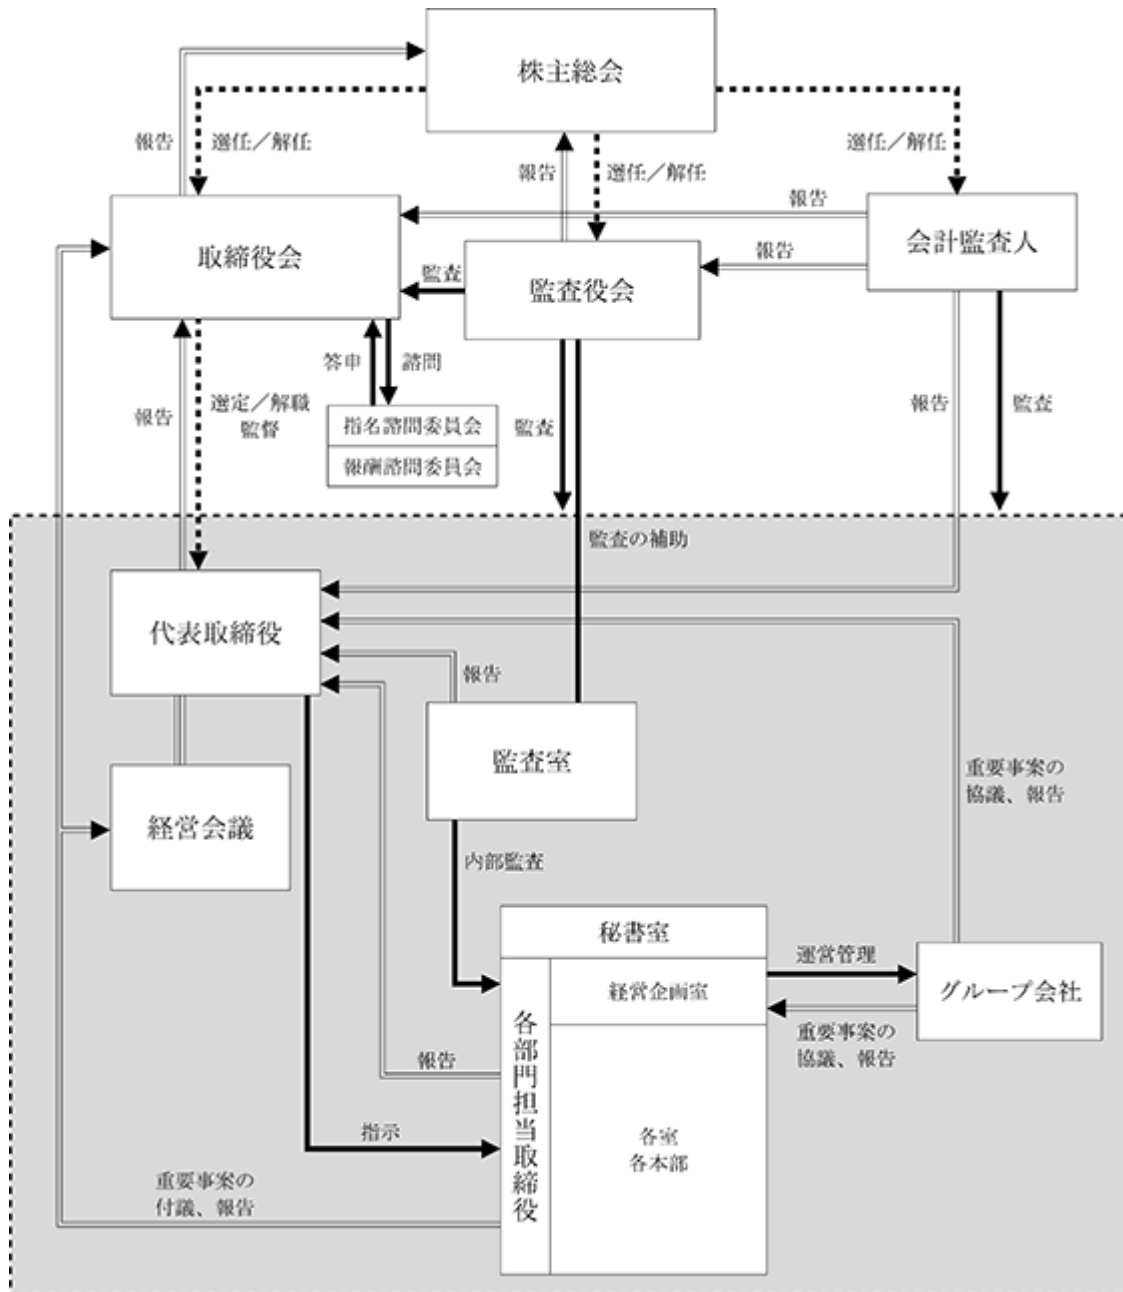 株主総会
報告
選任／解任
報告
選任／解任
選任／解任
取締役会
監査
監査役会
報告
報告
会計監査人
答申
諮問
指名諮問委員会
報酬諮問委員会
報告
選定／解職
監督
監査
報告
監査
監査の補助
代表取締役
報告
監査室
経営会議
内部監査
重要事案の
協議、報告
秘書室
経営企画室
各部門担当取締役
各室
各本部
運営管理
重要事案の
協議、報告
グループ会社
報告
指示
重要事案の
付議、報告